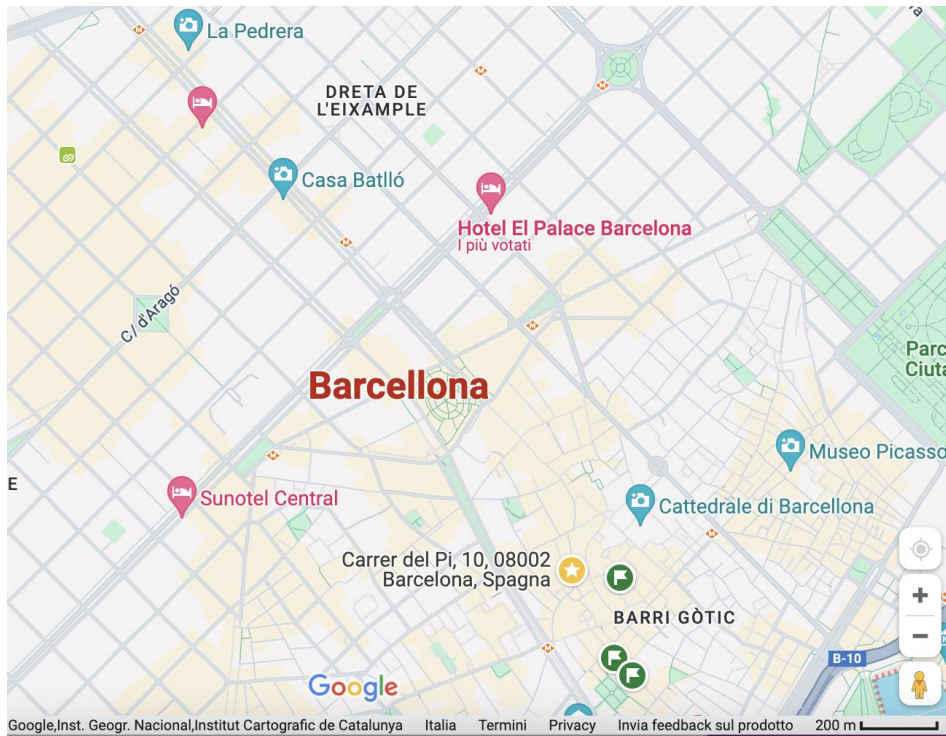 La Pedrera
DRETA DE
L'EIXAMPLE
Casa Batlló
Hotel El Palace Barcelona
I più votati
C/ d'Aragó
Barcellona
Parc
Ciuta
Museo Picasso
E
Sunotel Central
Cattedrale di Barcellona
Carrer del Pi, 10, 08002
Barcelona, Spagna
BARRI GÒTIC
B-10
Google
Google,Inst. Geogr. Nacional,Institut Cartografic de Catalunya Italia Termini Privacy Invia feedback sul prodotto 200 m